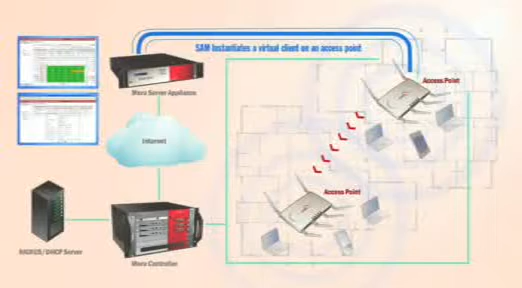 SAM Instantiates a virtual client on an access point
Access Point
Meru Server Appliance
Internet
Access Point
RADIUS/DHCP Server
Meru Controller